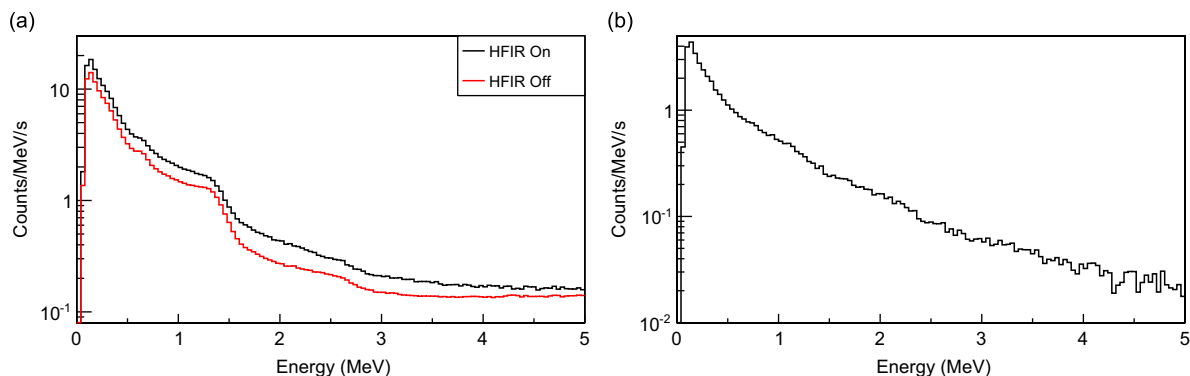 (a)
HFIR On
HFIR Off
10
1
10⁻¹
Counts/MeV/s
0 1 2 3 4 5
Energy (MeV)
(b)
1
10⁻¹
10⁻²
Counts/MeV/s
0 1 2 3 4 5
Energy (MeV)